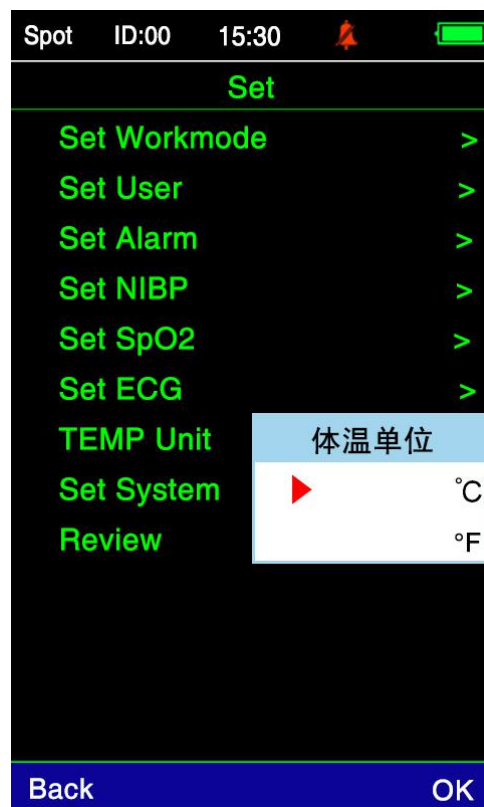 Spot ID:00 15:30
Set
Set Workmode >
Set User >
Set Alarm >
Set NIBP >
Set SpO2 >
Set ECG >
TEMP Unit
体温单位
Set System
°C
Review
°F
Back OK